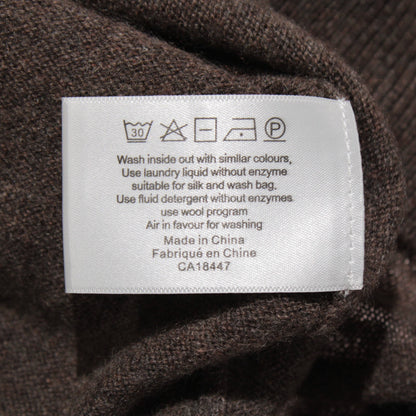 30 P
Wash inside out with similar colours,
Use laundry liquid without enzyme
suitable for silk and wash bag,
Use fluid detergent without enzymes
use wool program
Air in favour for washing
Made in China
Fabriqué en Chine
CA18447